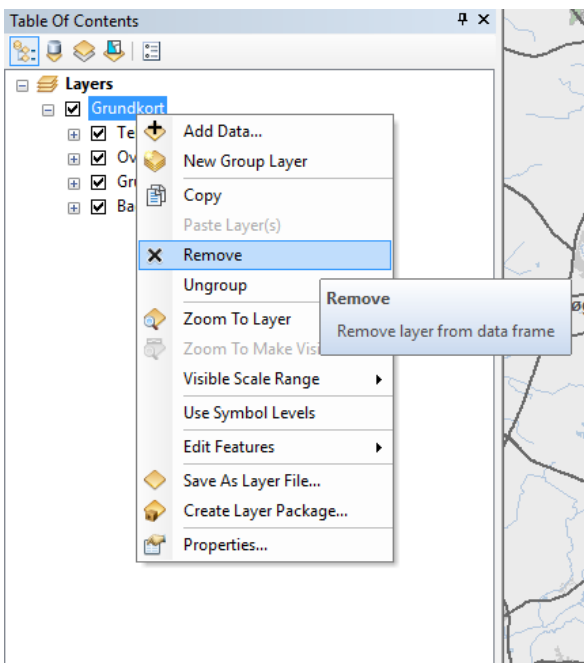 Table Of Contents
Layers
Grundkort
Te
Ov
Gru
Ba
Add Data...
New Group Layer
Copy
Paste Layer(s)
Remove
Ungroup
Zoom To Layer
Zoom To Make Visi
Visible Scale Range
Use Symbol Levels
Edit Features
Save As Layer File...
Create Layer Package...
Properties...
Remove
Remove layer from data frame